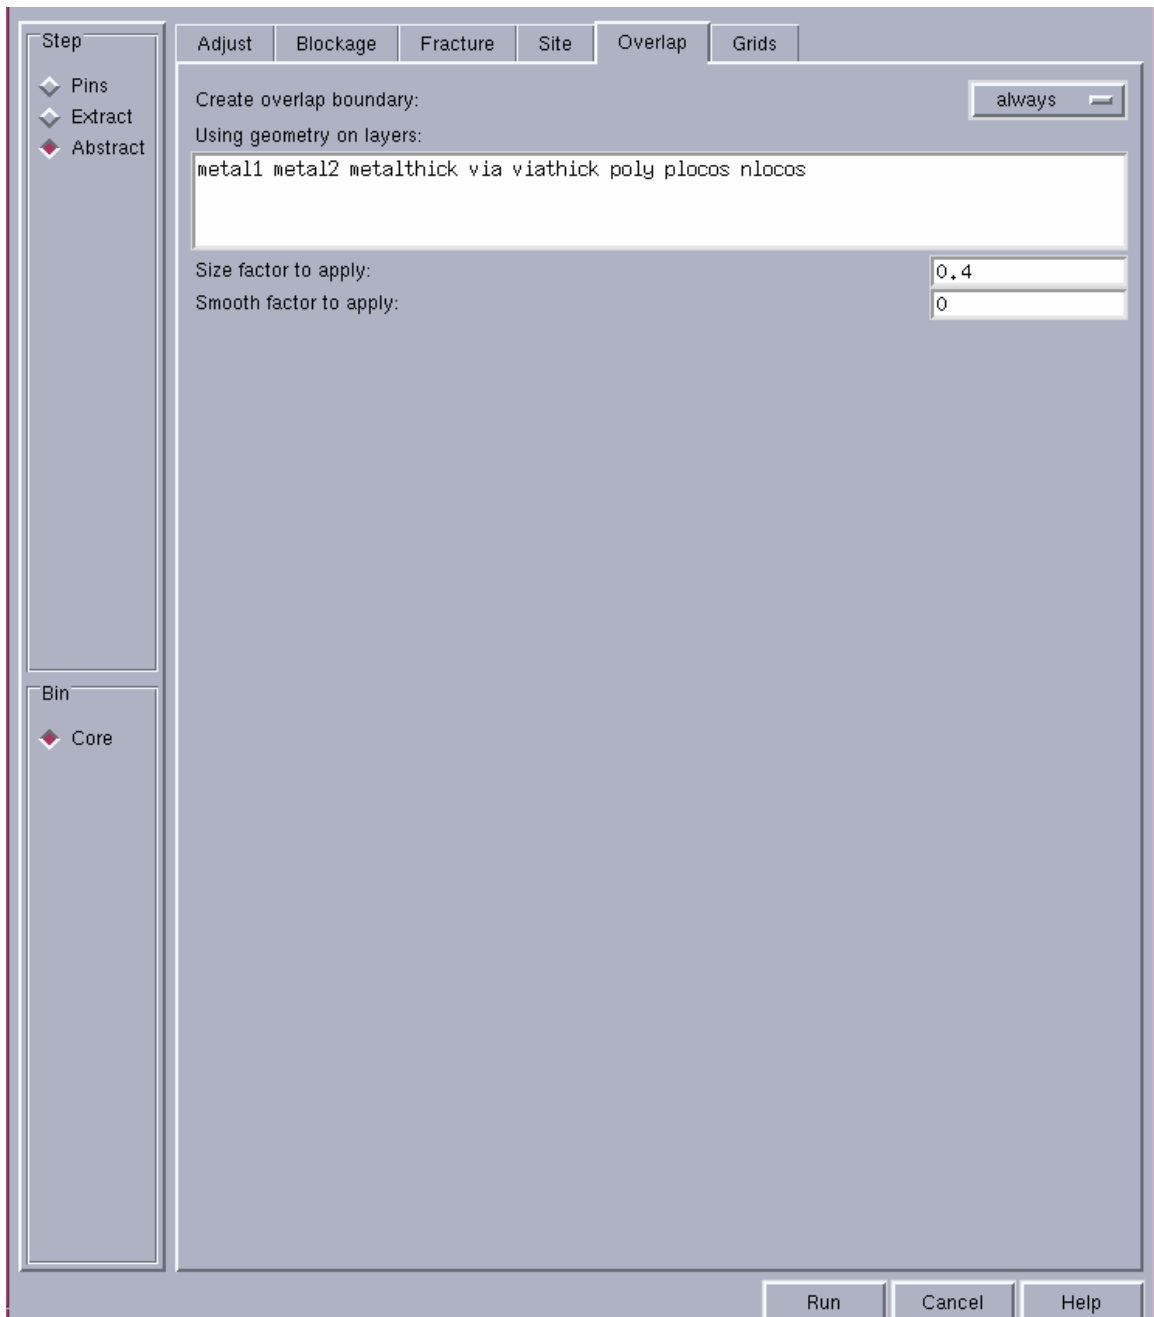 Step
Pins
Extract
Abstract
Adjust Blockage Fracture Site Overlap Grids
Create overlap boundary: always
Using geometry on layers:
metal1 metal2 metalthick via viathick poly plocos nlocos
Size factor to apply: 0.4
Smooth factor to apply: 0
Bin
Core
Run Cancel Help